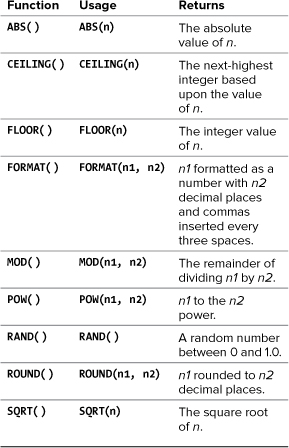 Function Usage Returns
ABS() ABS(n) The absolute
value of n.
CEILING() CEILING(n) The next-highest
integer based
upon the value
of n.
FLOOR() FLOOR(n) The integer value
of n.
FORMAT() FORMAT(n1, n2) n1 formatted as a
number with n2
decimal places
and commas
inserted every
three spaces.
MOD() MOD(n1, n2) The remainder of
dividing n1 by n2.
POW() POW(n1, n2) n1 to the n2
power.
RAND() RAND() A random number
between 0 and 1.0.
ROUND() ROUND(n1, n2) n1 rounded to n2
decimal places.
SQRT() SQRT(n) The square root
of n.